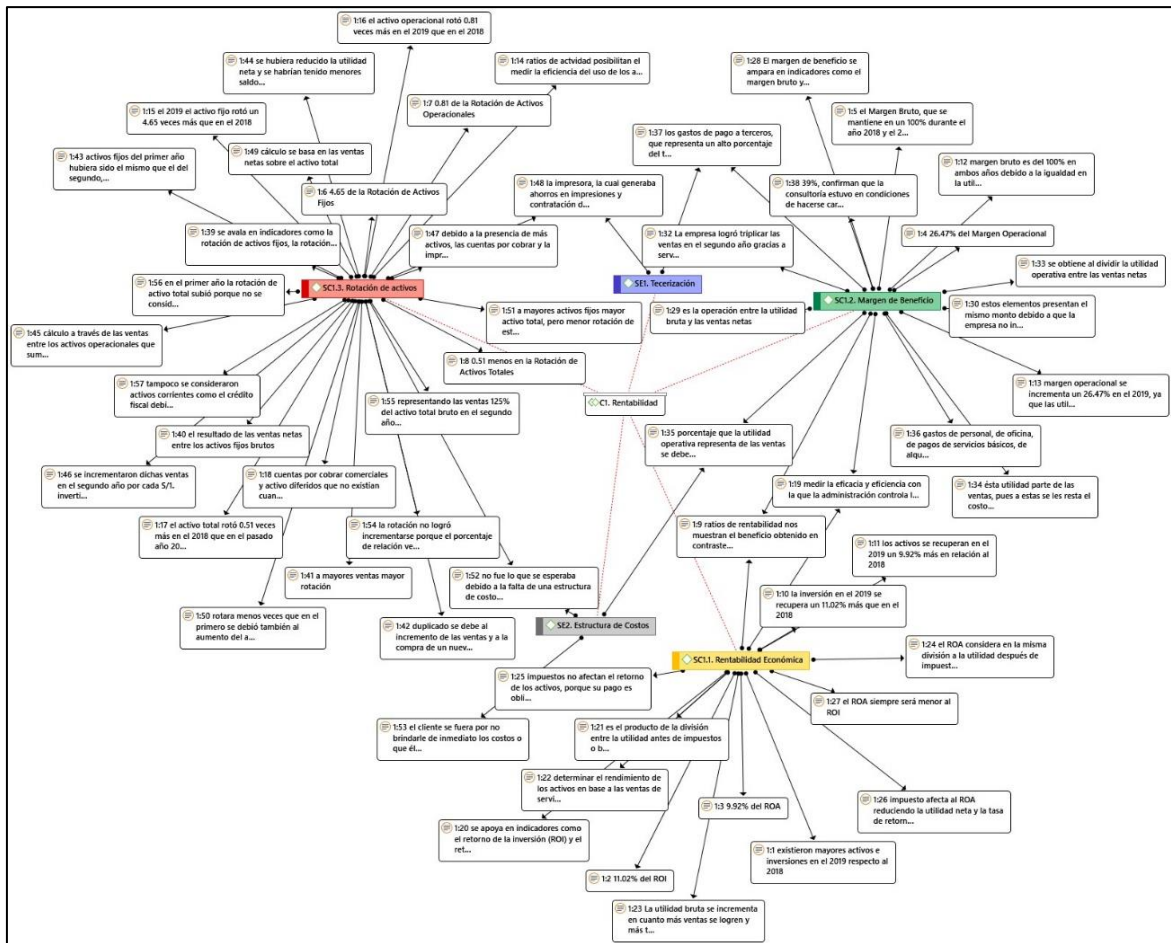 1:16 el activo operacional rotó 0.81
veces más en el 2019 que en el 2018
1:44 se hubiera reducido la utilidad
neta y se habrían tenido menores
saldo...
1:14 ratios de actvidad posibilitan el
medir la eficiencia del uso de los a...
1:28 El margen de beneficio se
ampara en indicadores como el
margen bruto y...
1:15 el 2019 el activo fijo rotó un
4.65 veces más que en el 2018
1:7 0.81 de la Rotación de Activos
Operacionales
1:5 el Margen Bruto, que se
mantiene en un 100% durante el
año 2018 y el 2...
1:37 los gastos de pago a terceros,
que representa un alto porcentaje
del t...
1:43 activos fijos del primer año
hubiera sido el mismo que el del
segundo,...
1:49 cálculo se basa en las ventas
netas sobre el activo total
1:12 margen bruto es del 100% en
ambos años debido a la igualdad en
la util...
1:48 la impresora, la cual generaba
ahorros en impresiones y
contratación d...
1:38 39%, confirman que la
consultoría estuvo en condiciones
de hacerse car...
1:6 4.65 de la Rotación de Activos
Fijos
1:39 se avala en indicadores como la
rotación de activos fijos, la rotación...
1:47 debido a la presencia de más
activos, las cuentas por cobrar y la
impr...
1:32 La empresa logró triplicar las
ventas en el segundo año gracias a
serv...
1:4 26.47% del Margen Operacional
1:33 se obtiene al dividir la utilidad
operativa entre las ventas netas
1:56 en el primer año la rotación de
activo total subió porque no se
consid...
SC1.3. Rotación de activos
SE1. Tecerización
SC1.2. Margen de Beneficio
1:30 estos elementos presentan el
mismo monto debido a que la
empresa no in...
1:51 a mayores activos fijos mayor
activo total, pero menor rotación de
est...
1:29 es la operación entre la utilidad
bruta y las ventas netas
1:45 cálculo a través de las ventas
entre los activos operacionales que
sum...
1:8 0.51 menos en la Rotación de
Activos Totales
1:57 tampoco se consideraron
activos corrientes como el crédito
fiscal debi...
1:55 representando las ventas 125%
del activo total bruto en el segundo
año...
C1. Rentabilidad
1:13 margen operacional se
incrementa un 26.47% en el 2019, ya
que las util...
1:40 el resultado de las ventas netas
entre los activos fijos brutos
1:35 porcentaje que la utilidad
operativa representa de las ventas
se debe...
1:36 gastos de personal, de oficina,
de pagos de servicios básicos, de
alqu...
1:46 se incrementaron dichas ventas
en el segundo año por cada S/1.
inverti...
1:18 cuentas por cobrar comerciales
y activo diferidos que no existían
cuan...
1:19 medir la eficacia y eficiencia con
la que la administración controla l...
1:34 ésta utilidad parte de las
ventas, pues a estas se les resta el
costo...
1:17 el activo total rotó 0.51 veces
más en el 2018 que en el pasado
año 20...
1:54 la rotación no logró
incrementarse porque el porcentaje
de relación ve...
1:9 ratios de rentabilidad nos
muestran el beneficio obtenido en
contraste...
1:11 los activos se recuperan en el
2019 un 9.92% más en relación al
2018
1:41 a mayores ventas mayor
rotación
1:52 no fue lo que se esperaba
debido a la falta de una estructura
de costo...
1:10 la inversión en el 2019 se
recupera un 11.02% más que en el
2018
1:50 rotara menos veces que en el
primero se debió también al
aumento del a...
1:42 duplicado se debe al
incremento de las ventas y a la
compra de un nuev...
SE2. Estructura de Costos
1:24 el ROA considera en la misma
división a la utilidad después de
impuest...
SC1.1. Rentabilidad Económica
1:25 impuestos no afectan el retorno
de los activos, porque su pago es
obli...
1:27 el ROA siempre será menor al
ROI
1:53 el cliente se fuera por no
brindarle de inmediato los costos o
que él...
1:21 es el producto de la división
entre la utilidad antes de impuestos
o b...
1:22 determinar el rendimiento de
los activos en base a las ventas de
servi...
1:3 9.92% del ROA
1:26 impuesto afecta al ROA
reduciendo la utilidad neta y la tasa
de retorn...
1:20 se apoya en indicadores como
el retorno de la inversión (ROI) y el
ret...
1:1 existieron mayores activos e
inversiones en el 2019 respecto al
2018
1:2 11.02% del ROI
1:23 La utilidad bruta se incrementa
en cuanto más ventas se logren y
más t...